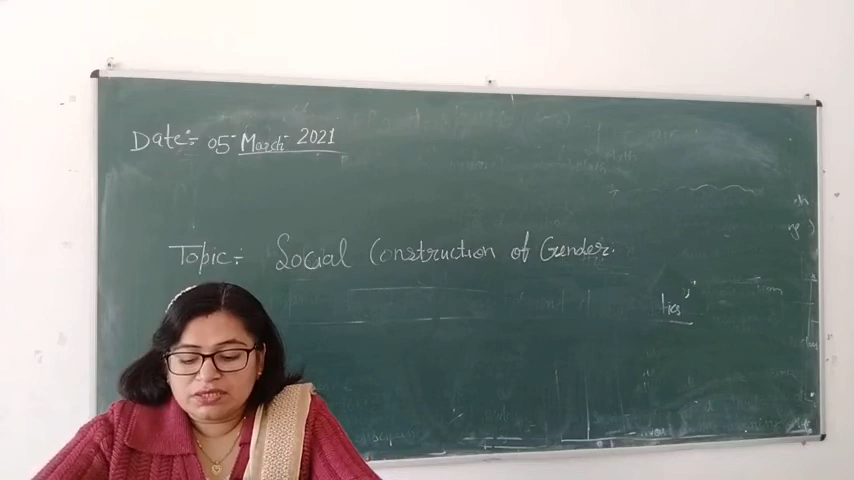 Date:- 05- March- 2021
Topic:- Social Construction of Gender.